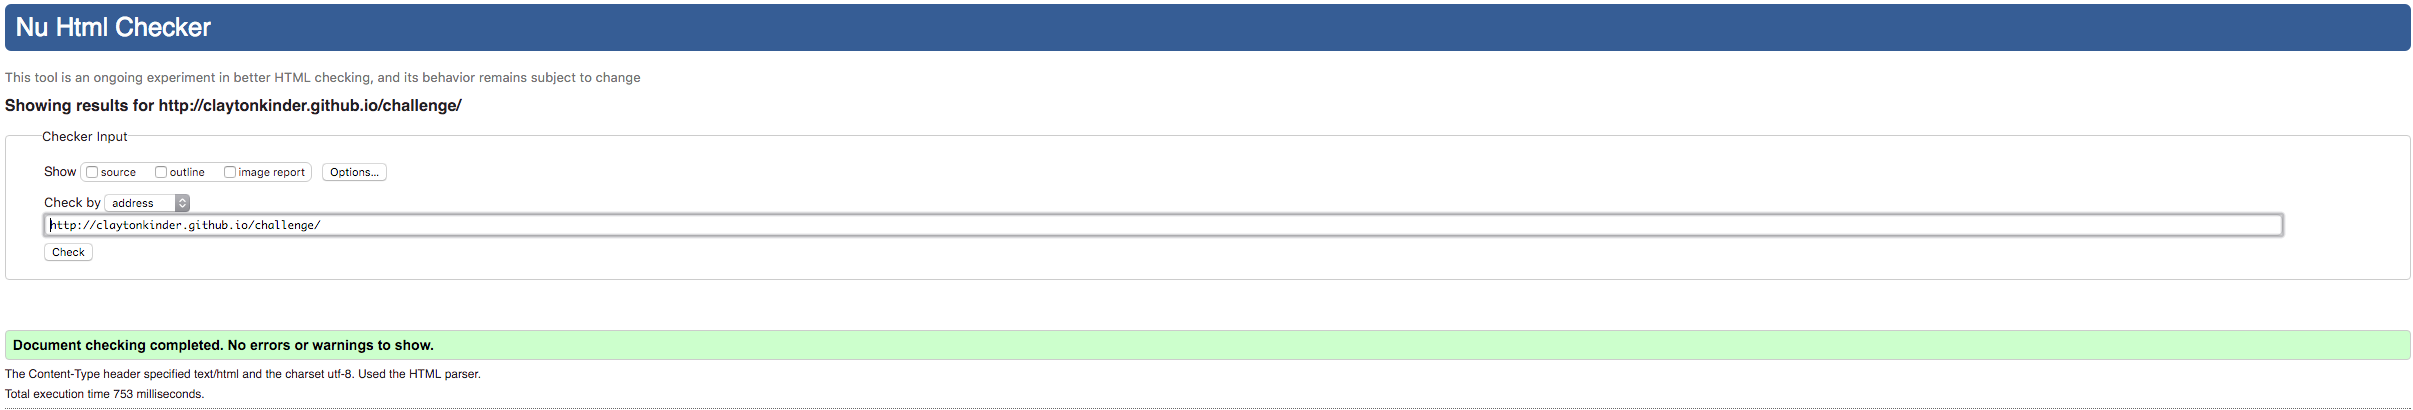 Nu Html Checker
This tool is an ongoing experiment in better HTML checking, and its behavior remains subject to change
Showing results for http://claytonkinder.github.io/challenge/
Checker Input
Show source outline image report Options...
Check by address
http://claytonkinder.github.io/challenge/
Check
Document checking completed. No errors or warnings to show.
The Content-Type header specified text/html and the charset utf-8. Used the HTML parser.
Total execution time 753 milliseconds.